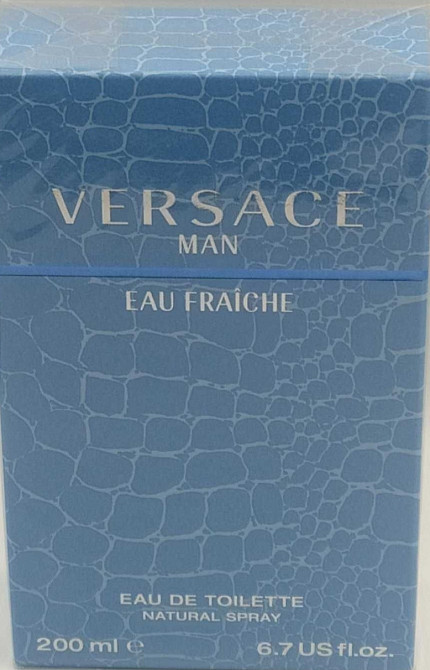 VERSACE
MAN
EAU FRAÎCHE
EAU DE TOILETTE
NATURAL SPRAY
200 ml ℮ 6.7 US fl.oz.